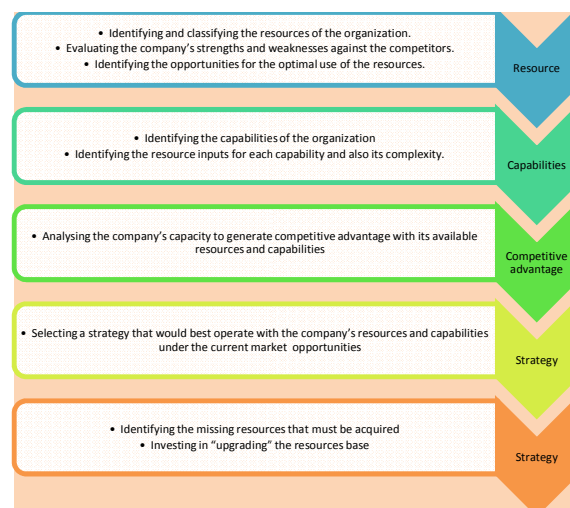 • Identifying and classifying the resources of the organization.
• Evaluating the company's strengths and weaknesses against the competitors.
• Identifying the opportunities for the optimal use of the resources.
Resource
• Identifying the capabilities of the organization
• Identifying the resource inputs for each capability and also its complexity.
Capabilities
• Analysing the company's capacity to generate competitive advantage with its available
resources and capabilities
Competitive
advantage
• Selecting a strategy that would best operate with the company's resources and capabilities
under the current market opportunities
Strategy
• Identifying the missing resources that must be acquired
• Investing in “upgrading” the resources base
Strategy